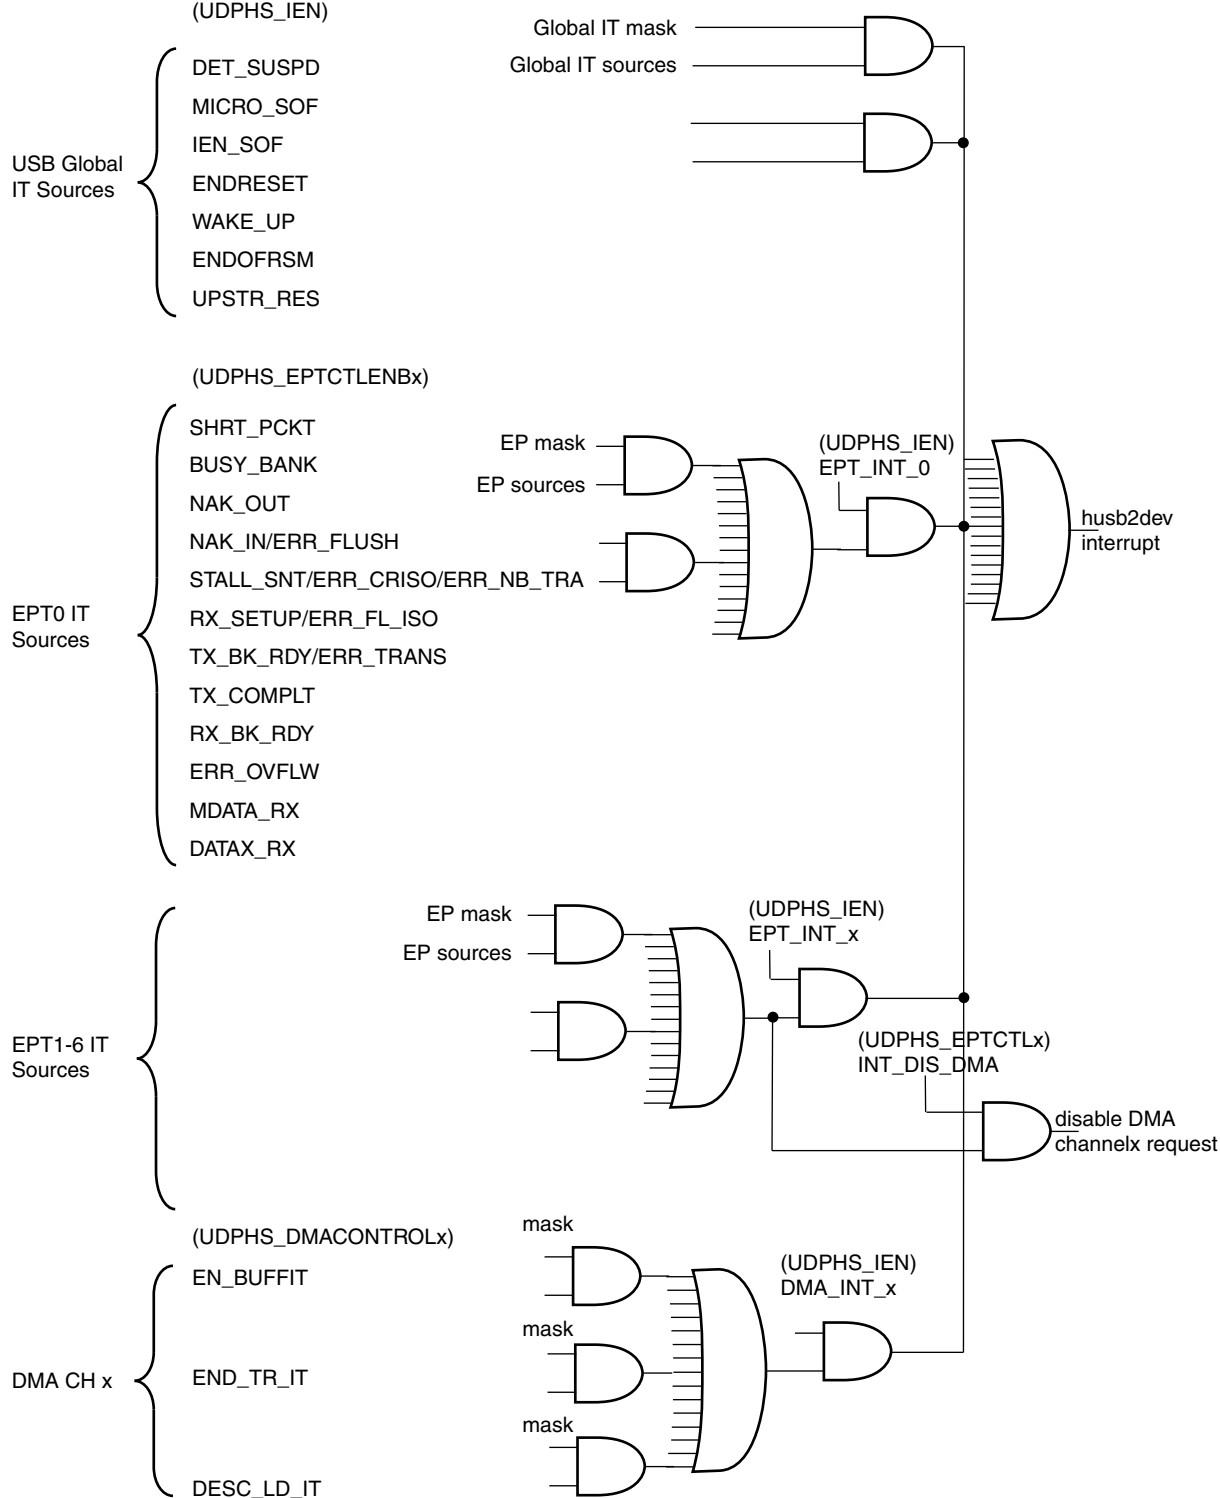 (UDPHS_IEN)
Global IT mask
Global IT sources
USB Global
IT Sources
DET_SUSPD
MICRO_SOF
IEN_SOF
ENDRESET
WAKE_UP
ENDOFRSM
UPSTR_RES
(UDPHS_EPTCTLENBx)
EPT0 IT
Sources
SHRT_PCKT
BUSY_BANK
NAK_OUT
NAK_IN/ERR_FLUSH
STALL_SNT/ERR_CRISO/ERR_NB_TRA
RX_SETUP/ERR_FL_ISO
TX_BK_RDY/ERR_TRANS
TX_COMPLT
RX_BK_RDY
ERR_OVFLW
MDATA_RX
DATAX_RX
EP mask
EP sources
(UDPHS_IEN)
EPT_INT_0
husb2dev
interrupt
EPT1-6 IT
Sources
EP mask
EP sources
(UDPHS_IEN)
EPT_INT_x
(UDPHS_EPTCTLx)
INT_DIS_DMA
disable DMA
channelx request
(UDPHS_DMACONTROLx)
DMA CH x
EN_BUFFIT
END_TR_IT
DESC_LD_IT
mask
mask
mask
(UDPHS_IEN)
DMA_INT_x